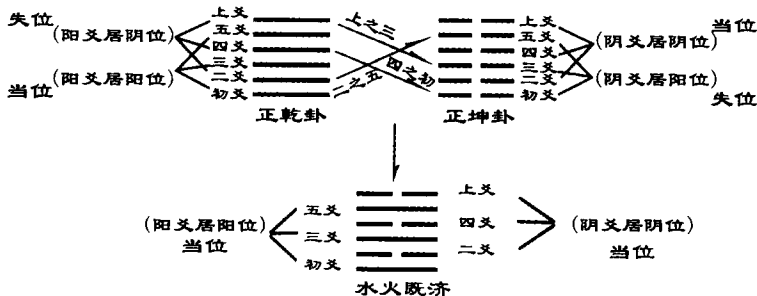 失位
(阳爻居阴位)
(阳爻居阳位)
当位
上爻
五爻
四爻
三爻
二爻
初爻
正乾卦
上之三
四之初
二之五
上爻
五爻
四爻
三爻
二爻
初爻
正坤卦
当位
(阴爻居阴位)
(阴爻居阳位)
失位
(阳爻居阳位)
当位
五爻
三爻
初爻
上爻
四爻
二爻
(阴爻居阴位)
当位
水火既济